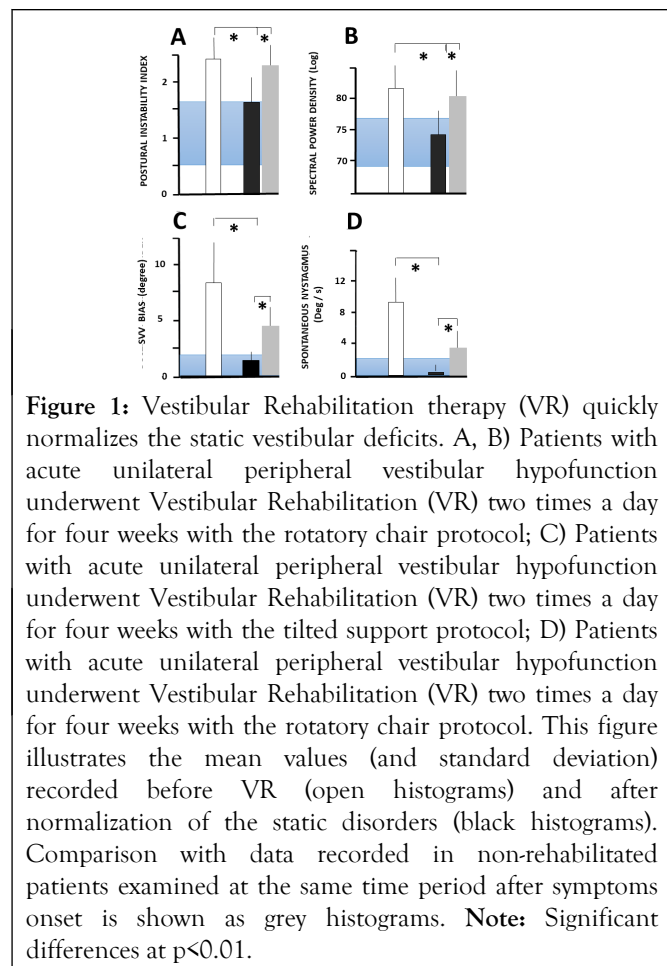 A
*
*
POSTURAL INSTABILITY INDEX
2
1
0
B
*
*
SPECTRAL POWER DENSITY (Log)
80
75
70
C
*
*
SVV BIAS (degree)
10
5
0
D
*
*
SPONTANEOUS NYSTAGMUS
(Deg / s)
12
8
4
0
Figure 1: Vestibular Rehabilitation therapy (VR) quickly
normalizes the static vestibular deficits. A, B) Patients with
acute unilateral peripheral vestibular hypofunction
underwent Vestibular Rehabilitation (VR) two times a day
for four weeks with the rotatory chair protocol; C) Patients
with acute unilateral peripheral vestibular hypofunction
underwent Vestibular Rehabilitation (VR) two times a day
for four weeks with the tilted support protocol; D) Patients
with acute unilateral peripheral vestibular hypofunction
underwent Vestibular Rehabilitation (VR) two times a day
for four weeks with the rotatory chair protocol. This figure
illustrates the mean values (and standard deviation)
recorded before VR (open histograms) and after
normalization of the static disorders (black histograms).
Comparison with data recorded in non-rehabilitated
patients examined at the same time period after symptoms
onset is shown as grey histograms. Note: Significant
differences at p<0.01.